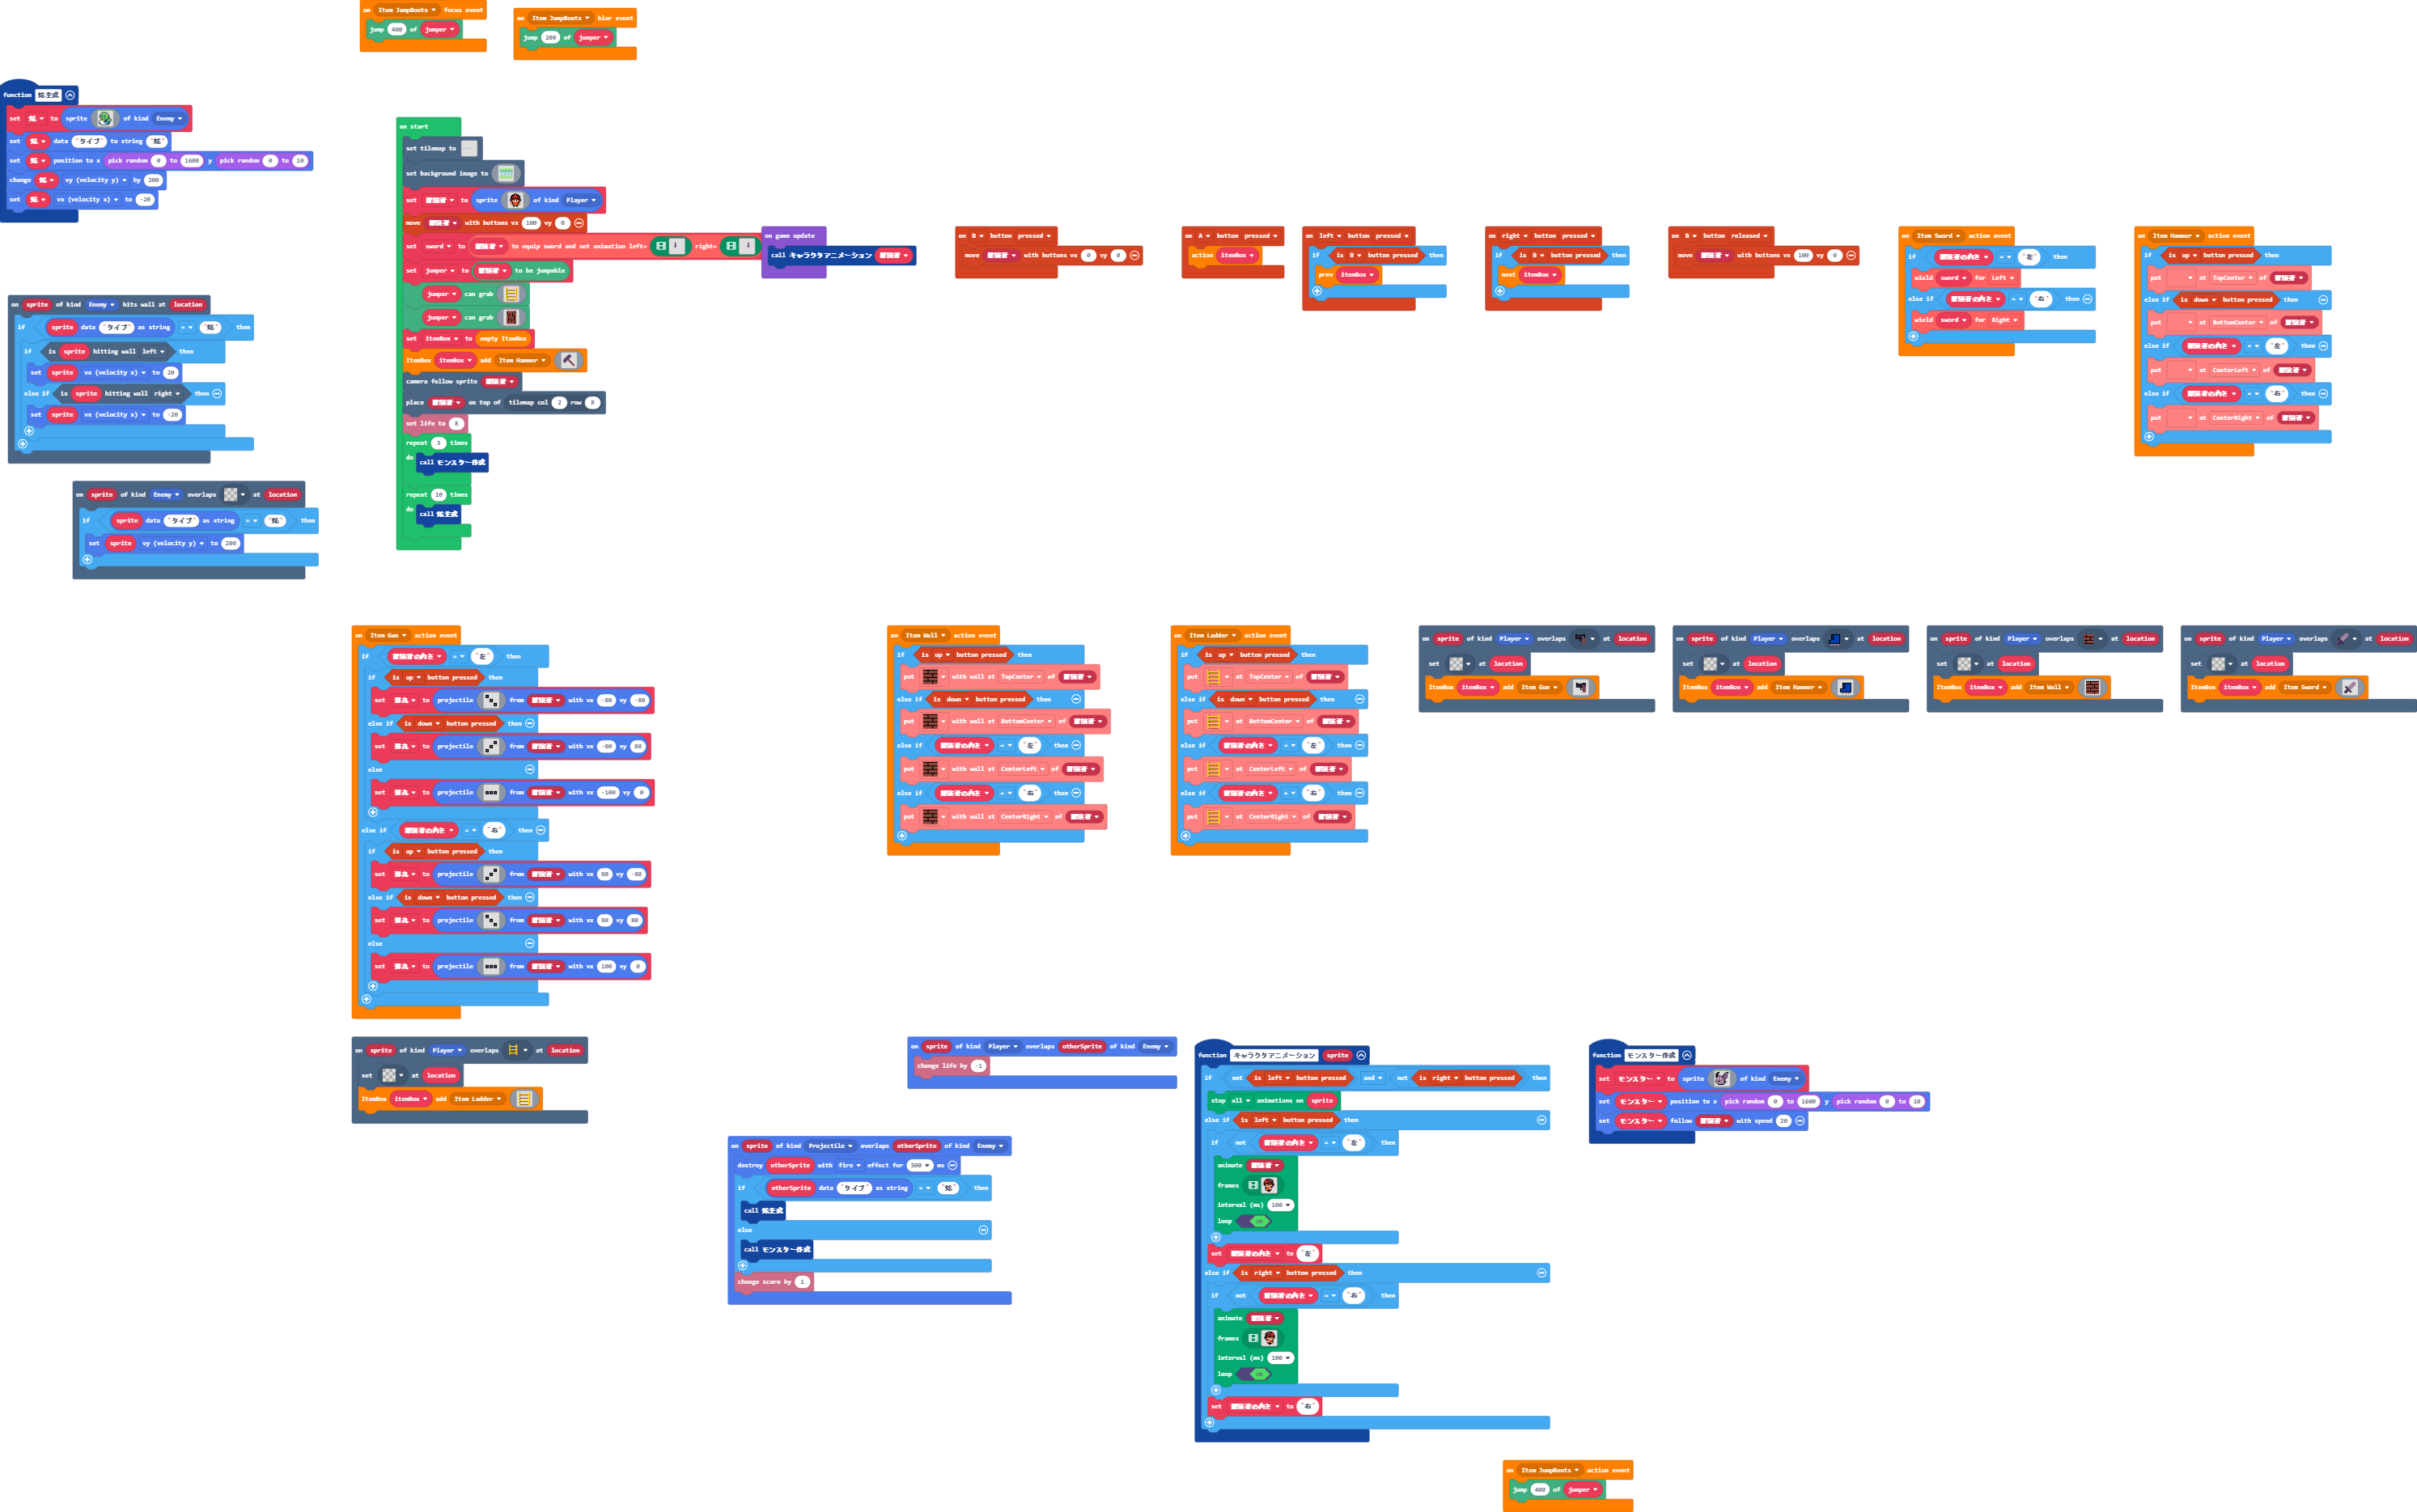 on Item JumpBoots focus event
jump 400 of jumper
on Item JumpBoots blur event
jump 200 of jumper
function 蛇生成
set 蛇 to sprite of kind Enemy
set 蛇 data "タイプ" to string "蛇"
set 蛇 position to x pick random 0 to 1600 y pick random 0 to 10
change 蛇 vy (velocity y) by 200
set 蛇 vx (velocity x) to -20
on start
set tilemap to
set background image to
set 冒険者 to sprite of kind Player
move 冒険者 with buttons vx 100 vy 0
set sword to 冒険者 to equip sword and set animation left= right=
set jumper to 冒険者 to be jumpable
jumper can grab
jumper can grab
set itemBox to empty ItemBox
ItemBox itemBox add Item Hammer
camera follow sprite 冒険者
place 冒険者 on top of tilemap col 2 row 8
set life to 8
repeat 3 times
do call モンスター作成
repeat 10 times
do call 蛇生成
on game update
call キャラクタアニメーション 冒険者
on B button pressed
move 冒険者 with buttons vx 0 vy 0
on A button pressed
action itemBox
on left button pressed
if is B button pressed then
prev itemBox
on right button pressed
if is B button pressed then
next itemBox
on B button released
move 冒険者 with buttons vx 100 vy 0
on Item Sword action event
if 冒険者の向き = "左" then
wield sword for Left
else if 冒険者の向き = "右" then
wield sword for Right
on Item Hammer action event
if is up button pressed then
put at TopCenter of 冒険者
else if is down button pressed then
put at BottomCenter of 冒険者
else if 冒険者の向き = "左" then
put at CenterLeft of 冒険者
else if 冒険者の向き = "右" then
put at CenterRight of 冒険者
on sprite of kind Enemy hits wall at location
if sprite data "タイプ" as string = "蛇" then
if is sprite hitting wall left then
set sprite vx (velocity x) to 20
else if is sprite hitting wall right then
set sprite vx (velocity x) to -20
on sprite of kind Enemy overlaps at location
if sprite data "タイプ" as string = "蛇" then
set sprite vy (velocity y) to 200
on Item Gun action event
if 冒険者の向き = "左" then
if is up button pressed then
set 弾丸 to projectile from 冒険者 with vx -80 vy -80
else if is down button pressed then
set 弾丸 to projectile from 冒険者 with vx -80 vy 80
else
set 弾丸 to projectile from 冒険者 with vx -100 vy 0
else if 冒険者の向き = "右" then
if is up button pressed then
set 弾丸 to projectile from 冒険者 with vx 80 vy -80
else if is down button pressed then
set 弾丸 to projectile from 冒険者 with vx 80 vy 80
else
set 弾丸 to projectile from 冒険者 with vx 100 vy 0
on Item Wall action event
if is up button pressed then
put with wall at TopCenter of 冒険者
else if is down button pressed then
put with wall at BottomCenter of 冒険者
else if 冒険者の向き = "左" then
put with wall at CenterLeft of 冒険者
else if 冒険者の向き = "右" then
put with wall at CenterRight of 冒険者
on Item Ladder action event
if is up button pressed then
put at TopCenter of 冒険者
else if is down button pressed then
put at BottomCenter of 冒険者
else if 冒険者の向き = "左" then
put at CenterLeft of 冒険者
else if 冒険者の向き = "右" then
put at CenterRight of 冒険者
on sprite of kind Player overlaps at location
set at location
ItemBox itemBox add Item Gun
on sprite of kind Player overlaps at location
set at location
ItemBox itemBox add Item Hammer
on sprite of kind Player overlaps at location
set at location
ItemBox itemBox add Item Wall
on sprite of kind Player overlaps at location
set at location
ItemBox itemBox add Item Sword
on sprite of kind Player overlaps at location
set at location
ItemBox itemBox add Item Ladder
on sprite of kind Player overlaps otherSprite of kind Enemy
change life by -1
on sprite of kind Projectile overlaps otherSprite of kind Enemy
destroy otherSprite with fire effect for 500 ms
if otherSprite data "タイプ" as string = "蛇" then
call 蛇生成
else
call モンスター作成
change score by 1
function キャラクタアニメーション sprite
if not is left button pressed and not is right button pressed then
stop all animations on sprite
else if is left button pressed then
if not 冒険者の向き = "左" then
animate 冒険者
frames
interval (ms) 100
loop on
set 冒険者の向き to "左"
else if is right button pressed then
if not 冒険者の向き = "右" then
animate 冒険者
frames
interval (ms) 100
loop on
set 冒険者の向き to "右"
function モンスター作成
set モンスター to sprite of kind Enemy
set モンスター position to x pick random 0 to 1600 y pick random 0 to 10
set モンスター follow 冒険者 with speed 20
on Item JumpBoots action event
jump 400 of jumper